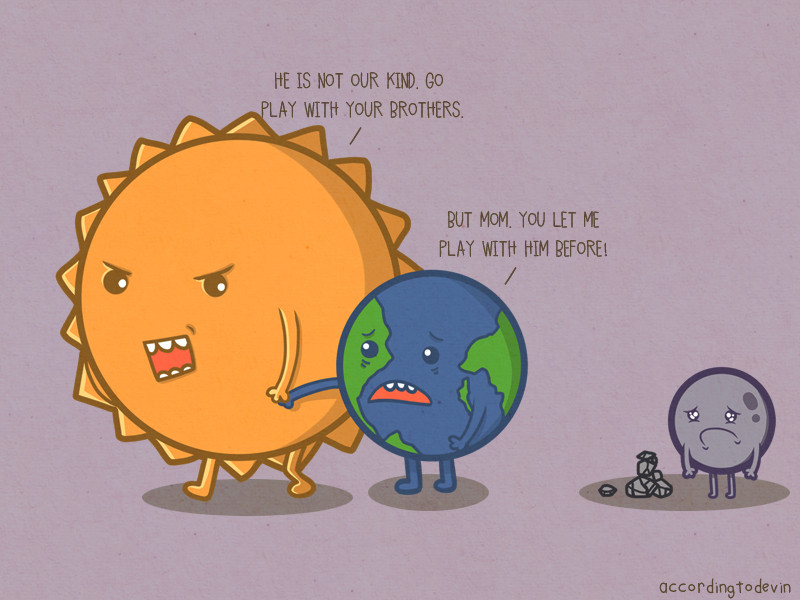 HE IS NOT OUR KIND. GO
PLAY WITH YOUR BROTHERS.
BUT MOM, YOU LET ME
PLAY WITH HIM BEFORE!
accordingtodevin